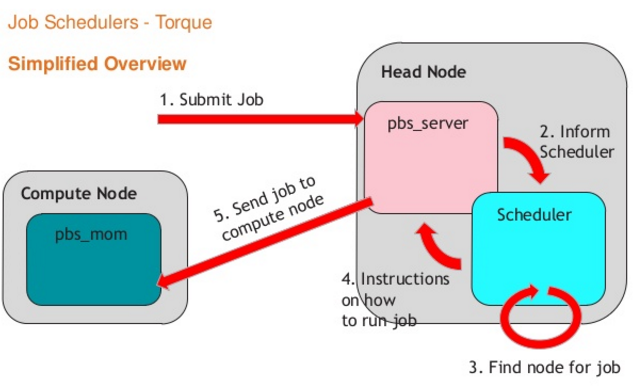 Job Schedulers - Torque
Simplified Overview
Head Node
1. Submit Job
pbs_server
2. Inform
Scheduler
Compute Node
pbs_mom
5. Send job to
compute node
Scheduler
4. Instructions
on how
to run job
3. Find node for job